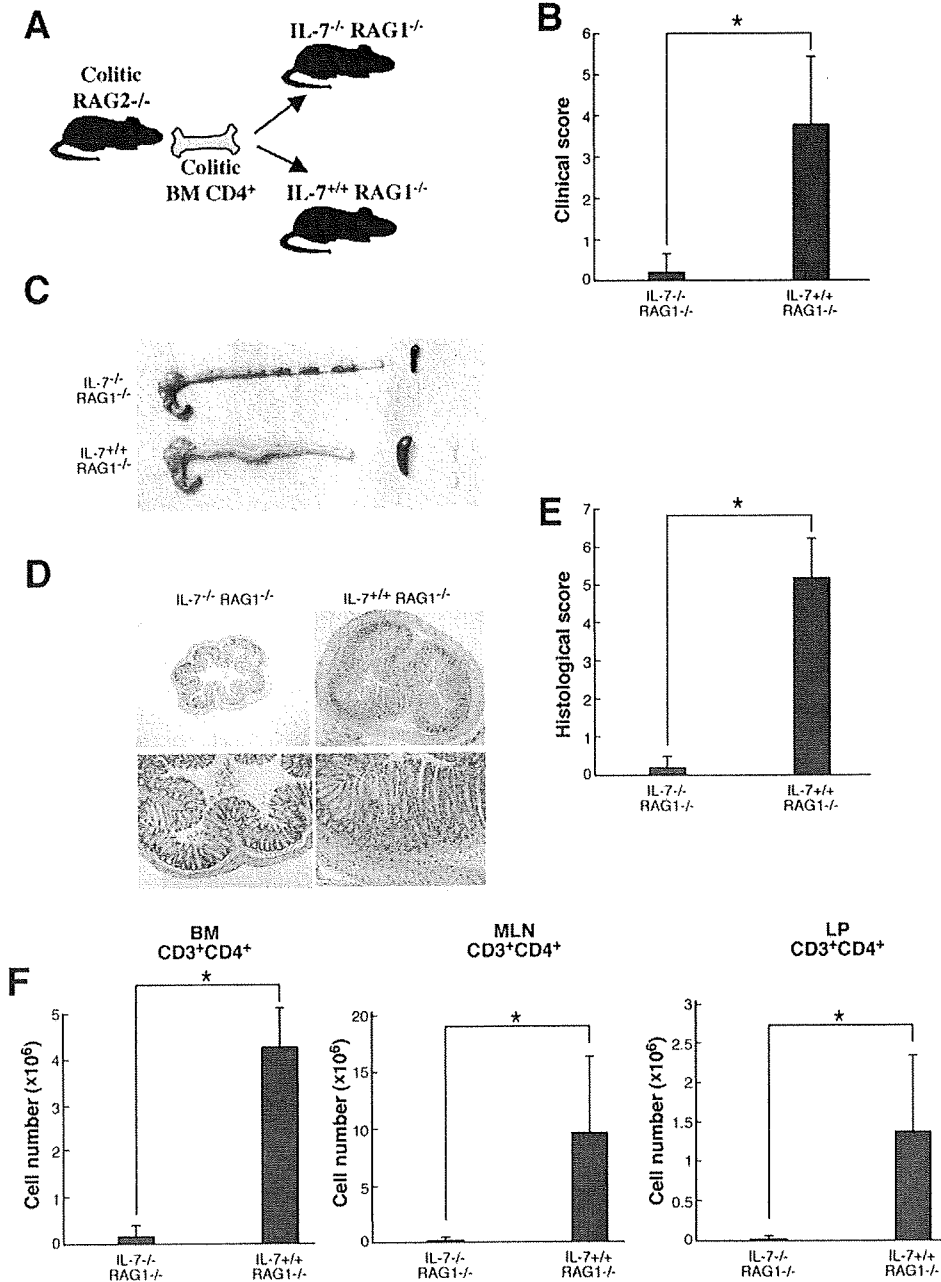 A
Colitic
RAG2-/-
Colitic
BM CD4+
IL-7-/- RAG1-/-
IL-7+/+ RAG1-/-
B
*
Clinical score
6
5
4
3
2
1
0
IL-7-/-
RAG1-/-
IL-7+/+
RAG1-/-
C
IL-7-/-
RAG1-/-
IL-7+/+
RAG1-/-
D
IL-7-/- RAG1-/-
IL-7+/+ RAG1-/-
E
*
Histological score
7
6
5
4
3
2
1
0
IL-7-/-
RAG1-/-
IL-7+/+
RAG1-/-
F
BM
CD3+CD4+
*
Cell number (×10⁶)
5
4
3
2
1
0
IL-7-/-
RAG1-/-
IL-7+/+
RAG1-/-
MLN
CD3+CD4+
*
Cell number (×10⁶)
20
15
10
5
0
IL-7-/-
RAG1-/-
IL-7+/+
RAG1-/-
LP
CD3+CD4+
*
Cell number (×10⁶)
3
2.5
2
1.5
1
0.5
0
IL-7-/-
RAG1-/-
IL-7+/+
RAG1-/-